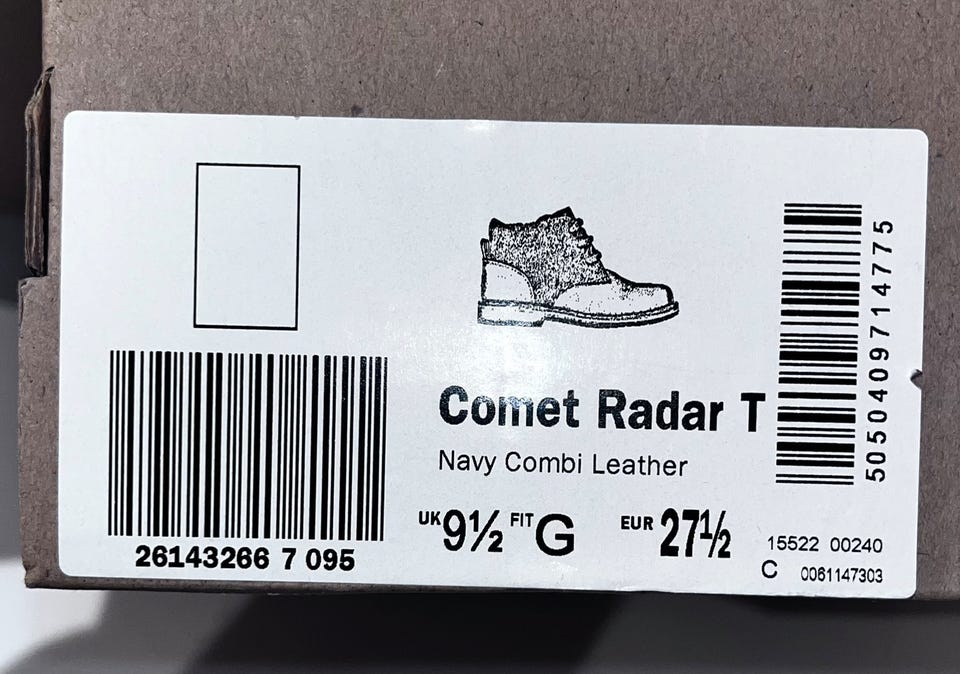 Comet Radar T
Navy Combi Leather
UK 9½ FIT G EUR 27½
26143266 7 095
15522 00240
C 0061147303
5050409714775